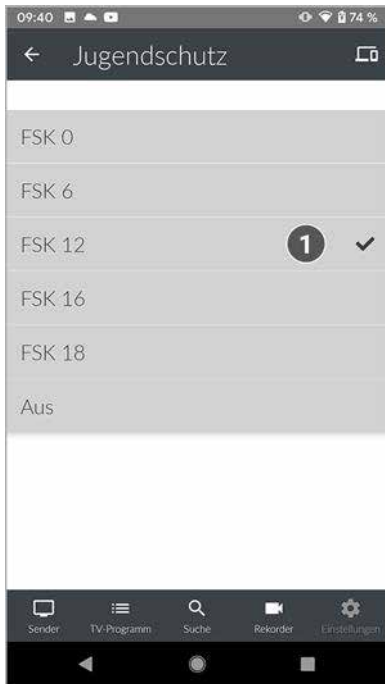 09:40 74 %
Jugendschutz
FSK 0
FSK 6
FSK 12 1
FSK 16
FSK 18
Aus
Sender TV-Programm Suche Rekorder Einstellungen